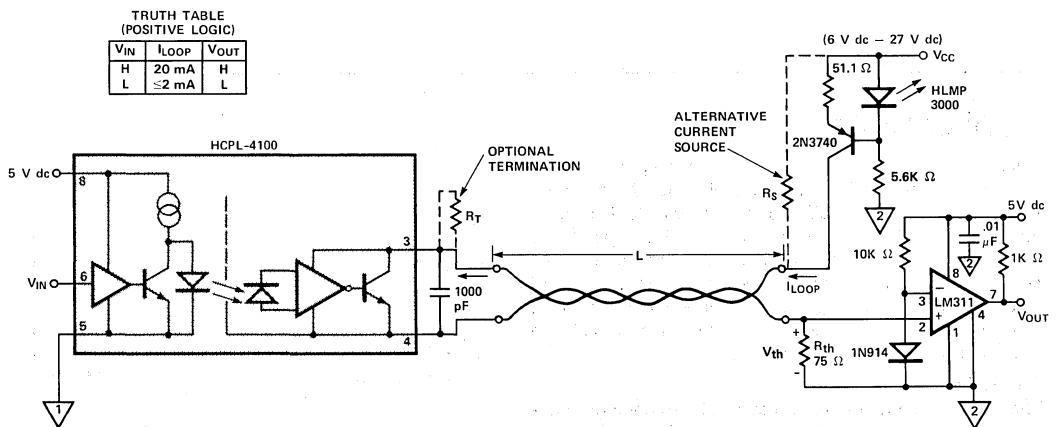 TRUTH TABLE
(POSITIVE LOGIC)
VIN ILOOP VOUT
H 20 mA H
L ≤2 mA L
(6 V dc – 27 V dc)
VCC
51.1 Ω
HLMP
3000
ALTERNATIVE
CURRENT
SOURCE
2N3740
HCPL-4100
OPTIONAL
TERMINATION
5 V dc
8
RS
5.6K Ω
RT
2
5V dc
3
L
.01
μF
10K Ω
2
1KΩ
VIN
6
ILOOP
8
1000
pF
–
3
LM311
7
VOUT
+
2
4
1
5
4
+
Vth
–
Rth
75 Ω
1N914
1
2